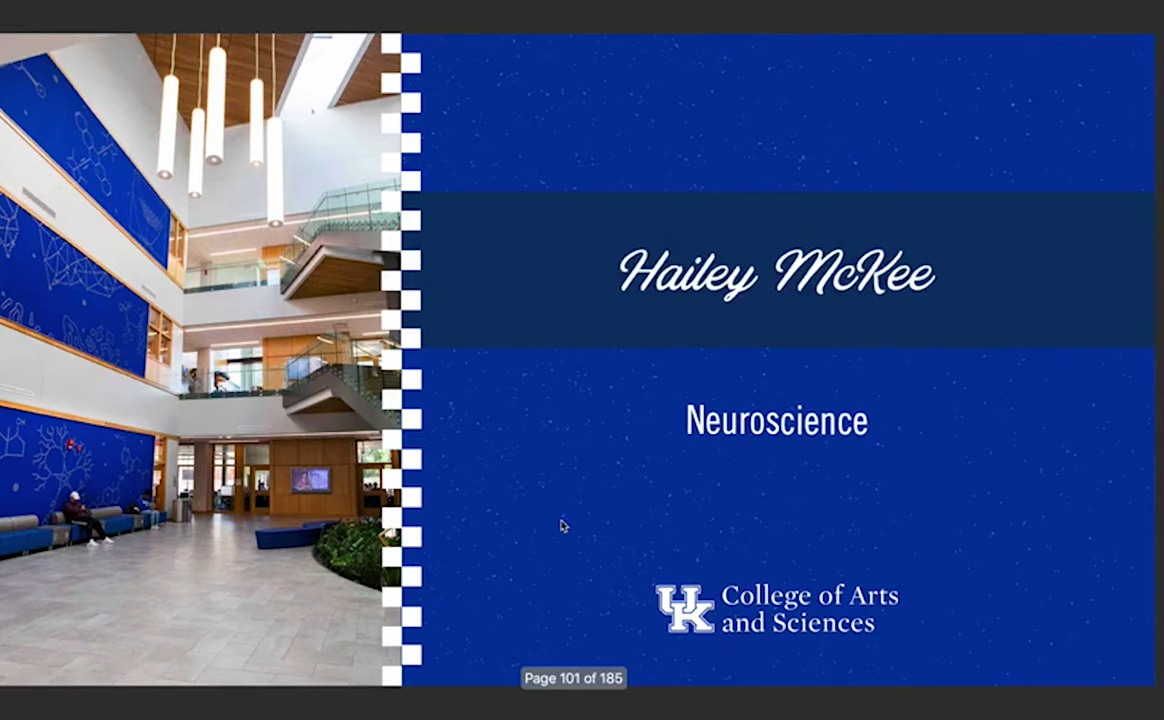 Hailey McKee
Neuroscience
UK College of Arts
and Sciences
Page 101 of 185